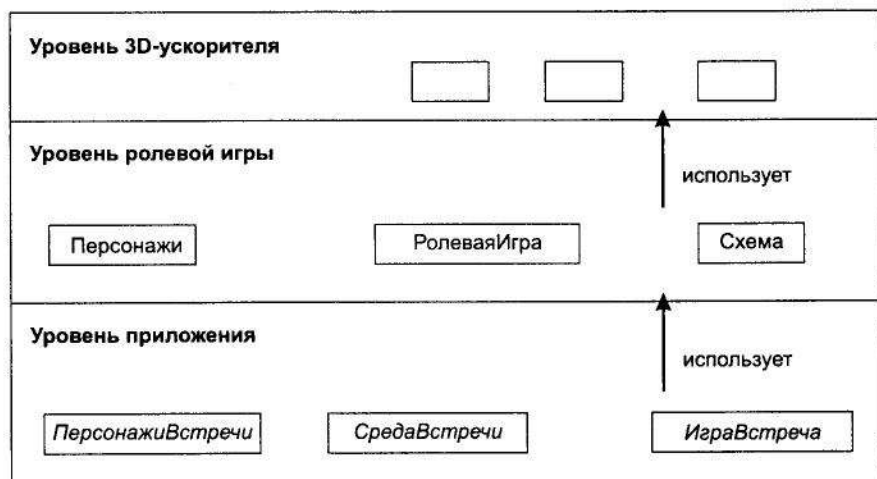 Уровень 3D-ускорителя
Уровень ролевой игры
использует
Персонажи
РолеваяИгра
Схема
Уровень приложения
использует
ПерсонажиВстречи
СредаВстречи
ИграВстреча